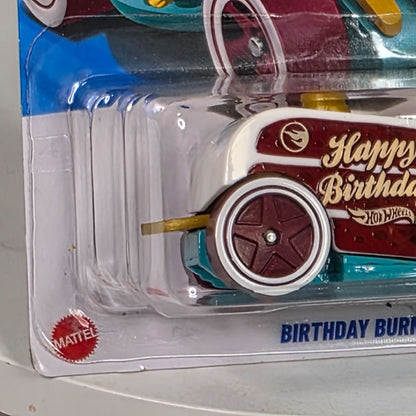 Happy
Birthda
HOT WHEELS
MATTEL
BIRTHDAY BURN